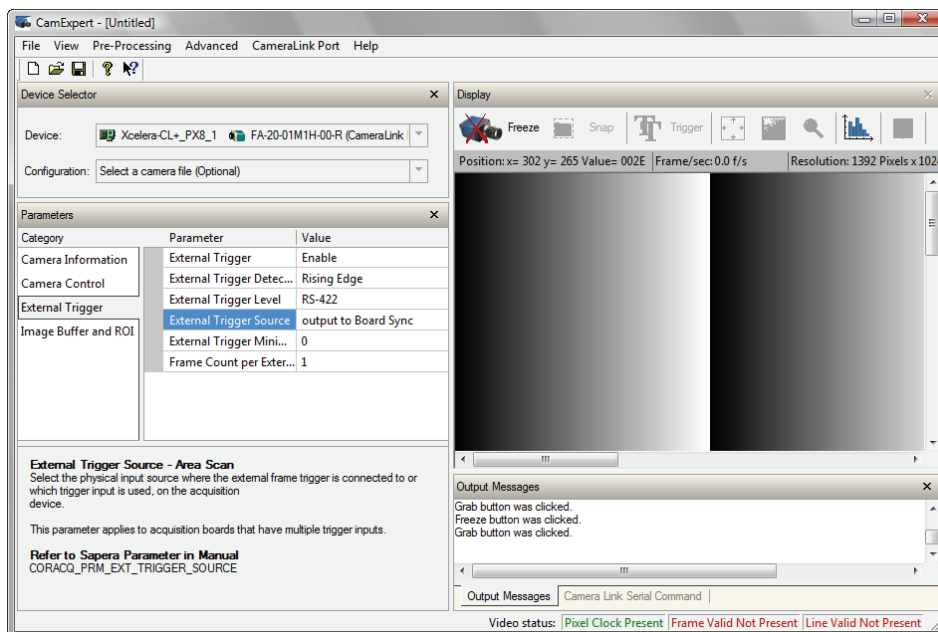 CamExpert - [Untitled]
File View Pre-Processing Advanced CameraLink Port Help
Device Selector
Device: Xcelera-CL+_PX8_1 FA-20-01M1H-00-R (CameraLink
Configuration: Select a camera file (Optional)
Parameters
Category Parameter Value
Camera Information
Camera Control
External Trigger
Image Buffer and ROI
External Trigger Enable
External Trigger Detec... Rising Edge
External Trigger Level RS-422
External Trigger Source output to Board Sync
External Trigger Mini... 0
Frame Count per Exter... 1
External Trigger Source - Area Scan
Select the physical input source where the external frame trigger is connected to or
which trigger input is used, on the acquisition
device.
This parameter applies to acquisition boards that have multiple trigger inputs.
Refer to Sapera Parameter in Manual
CORACQ_PRM_EXT_TRIGGER_SOURCE
Display
Freeze Snap Trigger
Position: x= 302 y= 265 Value= 002E Frame/sec: 0.0 f/s Resolution: 1392 Pixels x 102
Output Messages
Grab button was clicked.
Freeze button was clicked.
Grab button was clicked.
Output Messages Camera Link Serial Command
Video status: Pixel Clock Present Frame Valid Not Present Line Valid Not Present